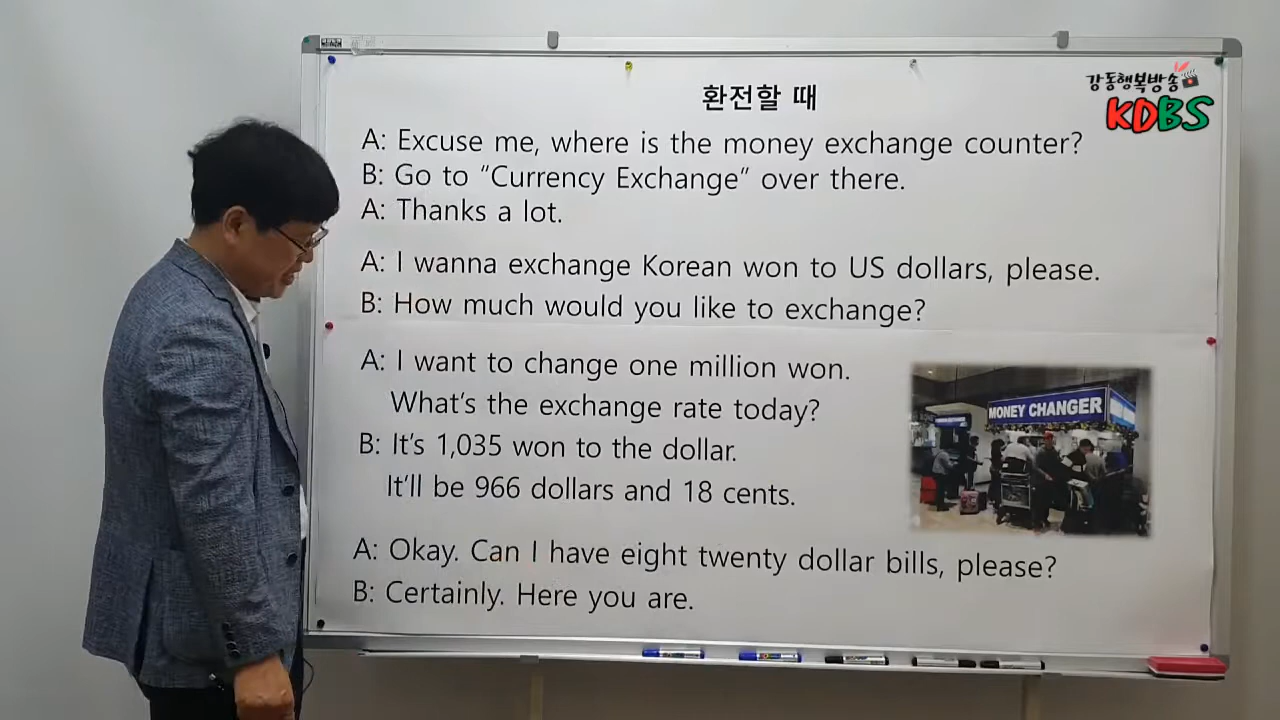 환전할 때
강동행복방송
KDBS
A: Excuse me, where is the money exchange counter?
B: Go to “Currency Exchange” over there.
A: Thanks a lot.
A: I wanna exchange Korean won to US dollars, please.
B: How much would you like to exchange?
A: I want to change one million won.
What's the exchange rate today?
B: It's 1,035 won to the dollar.
It'll be 966 dollars and 18 cents.
MONEY CHANGER
A: Okay. Can I have eight twenty dollar bills, please?
B: Certainly. Here you are.